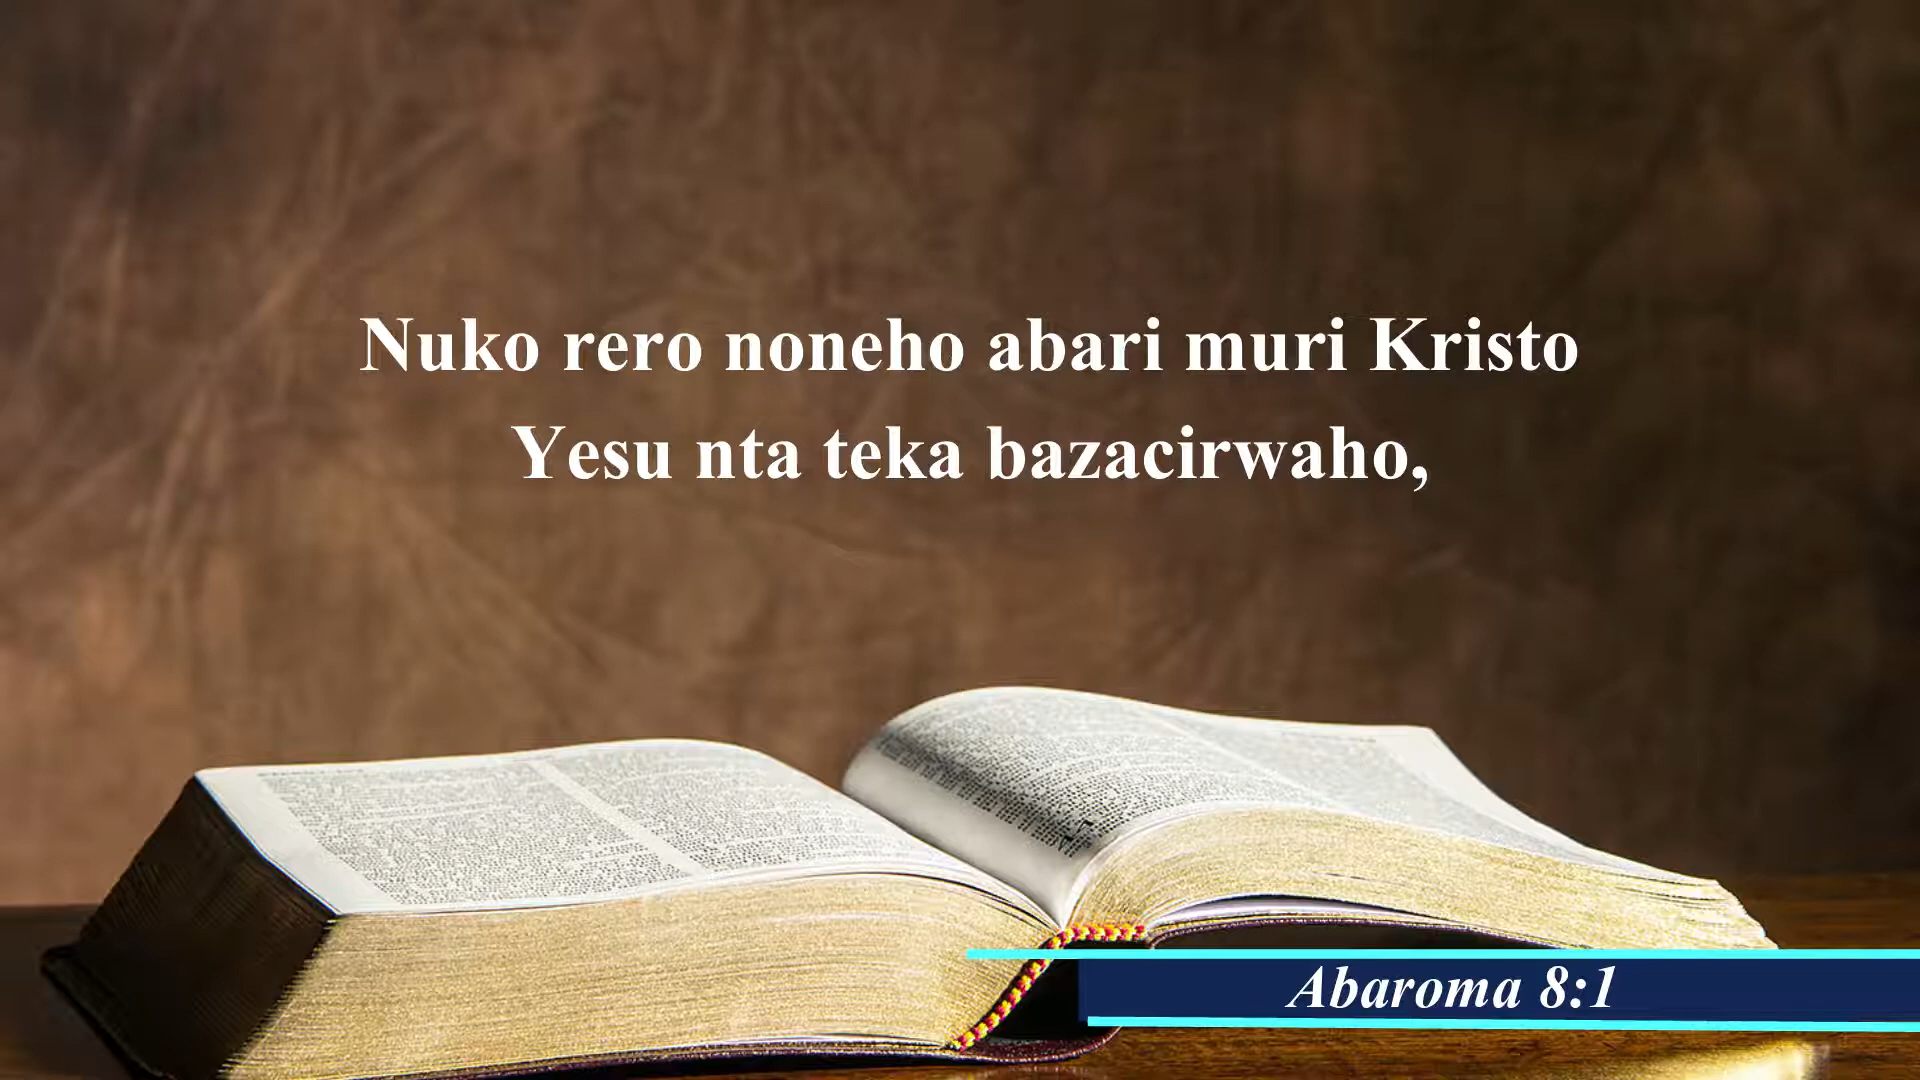 Nuko rero noneho abari muri Kristo
Yesu nta teka bazacirwaho,
Abaroma 8:1